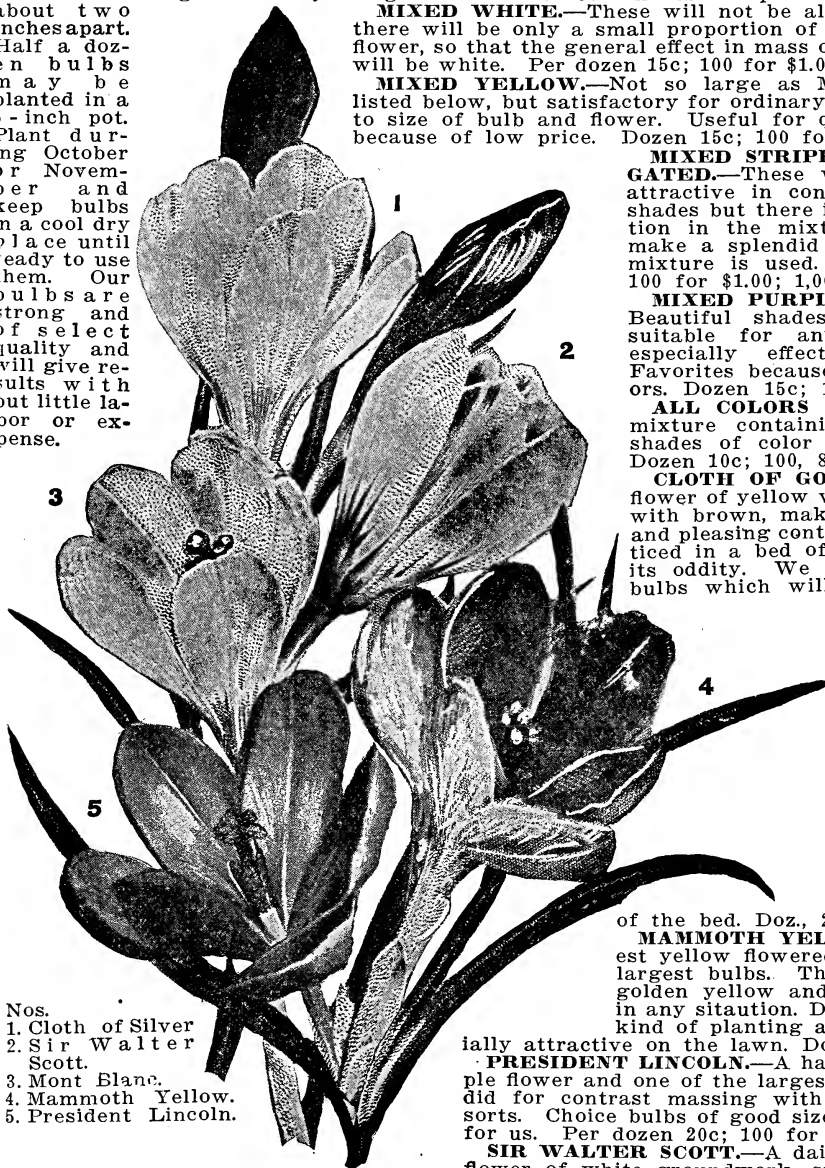 about two
inches apart.
Half a doz-
en bulbs
may be
planted in a
-inch pot.
Plant dur-
ing October
or Novem-
ber and
keep bulbs
in a cool dry
place until
ready to use
them. Our
bulbs are
strong and
of select
quality and
will give re-
sults with
but little la-
bor or ex-
pense.
MIXED WHITE.—These will not be al
there will be only a small proportion of
flower, so that the general effect in mass
will be white. Per dozen 15c; 100 for $1.0
MIXED YELLOW.—Not so large as M
listed below, but satisfactory for ordinary
to size of bulb and flower. Useful for
because of low price. Dozen 15c; 100 fo
MIXED STRIPE
GATED.—These
attractive in con
shades but there i
tion in the mixt
make a splendid
mixture is used.
100 for $1.00; 1,0
MIXED PURPL
Beautiful shades
suitable for an
especially effect
Favorites because
ors. Dozen 15c; 1
ALL COLORS
mixture containi
shades of color
Dozen 10c; 100, 8
CLOTH OF GO
flower of yellow
with brown, mak
and pleasing cont
ticed in a bed of
its oddity. We
bulbs which will
1
2
3
4
5
of the bed. Doz., 2
MAMMOTH YEL
est yellow flowere
largest bulbs. Th
golden yellow and
in any sitaution. D
kind of planting a
ially attractive on the lawn. Do
PRESIDENT LINCOLN.—A ha
ple flower and one of the larges
did for contrast massing with
sorts. Choice bulbs of good size
for us. Per dozen 20c; 100 for
SIR WALTER SCOTT.—A dai
flower of white groundwork
Nos.
1. Cloth of Silver
2. Sir Walter
Scott.
3. Mont Blanc.
4. Mammoth Yellow.
5. President Lincoln.